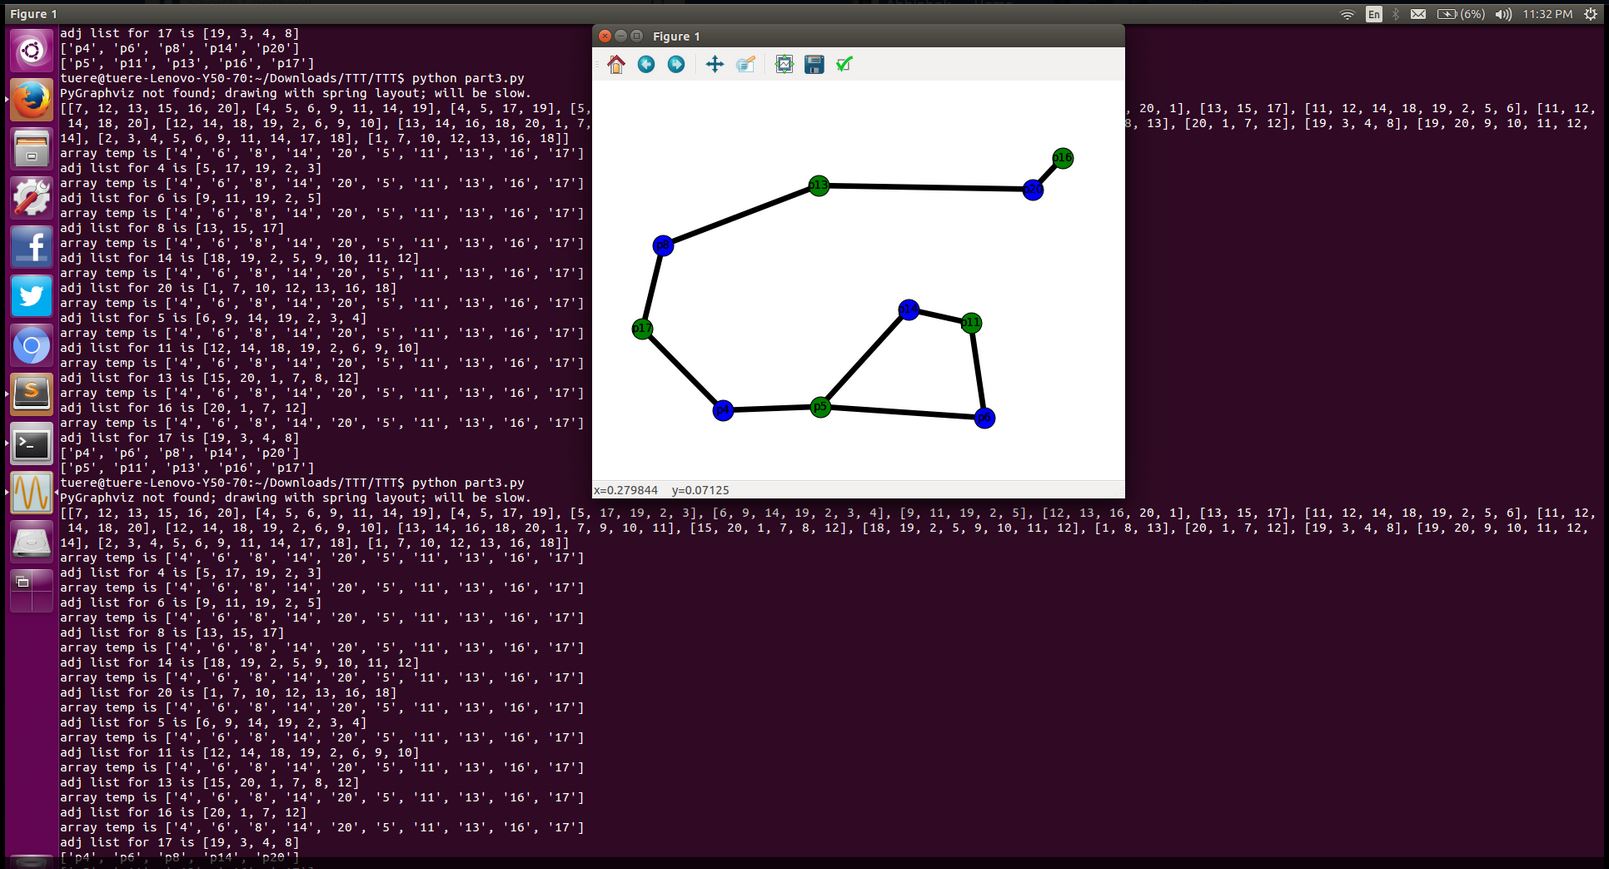 Figure 1
En
(6%)
11:32 PM
adj list for 17 is [19, 3, 4, 8]
['p4', 'p6', 'p8', 'p14', 'p20']
['p5', 'p11', 'p13', 'p16', 'p17']
tuere@tuere-Lenovo-Y50-70:~/Downloads/TTT/TTT$ python part3.py
PyGraphviz not found; drawing with spring layout; will be slow.
[[7, 12, 13, 15, 16, 20], [4, 5, 6, 9, 11, 14, 19], [4, 5, 17, 19], [5, , 20, 1], [13, 15, 17], [11, 12, 14, 18, 19, 2, 5, 6], [11, 12,
14, 18, 20], [12, 14, 18, 19, 2, 6, 9, 10], [13, 14, 16, 18, 20, 1, 7, 8, 13], [20, 1, 7, 12], [19, 3, 4, 8], [19, 20, 9, 10, 11, 12,
14], [2, 3, 4, 5, 6, 9, 11, 14, 17, 18], [1, 7, 10, 12, 13, 16, 18]]
array temp is ['4', '6', '8', '14', '20', '5', '11', '13', '16', '17']
adj list for 4 is [5, 17, 19, 2, 3]
array temp is ['4', '6', '8', '14', '20', '5', '11', '13', '16', '17']
adj list for 6 is [9, 11, 19, 2, 5]
array temp is ['4', '6', '8', '14', '20', '5', '11', '13', '16', '17']
adj list for 8 is [13, 15, 17]
array temp is ['4', '6', '8', '14', '20', '5', '11', '13', '16', '17']
adj list for 14 is [18, 19, 2, 5, 9, 10, 11, 12]
array temp is ['4', '6', '8', '14', '20', '5', '11', '13', '16', '17']
adj list for 20 is [1, 7, 10, 12, 13, 16, 18]
array temp is ['4', '6', '8', '14', '20', '5', '11', '13', '16', '17']
adj list for 5 is [6, 9, 14, 19, 2, 3, 4]
array temp is ['4', '6', '8', '14', '20', '5', '11', '13', '16', '17']
adj list for 11 is [12, 14, 18, 19, 2, 6, 9, 10]
array temp is ['4', '6', '8', '14', '20', '5', '11', '13', '16', '17']
adj list for 13 is [15, 20, 1, 7, 8, 12]
array temp is ['4', '6', '8', '14', '20', '5', '11', '13', '16', '17']
adj list for 16 is [20, 1, 7, 12]
array temp is ['4', '6', '8', '14', '20', '5', '11', '13', '16', '17']
adj list for 17 is [19, 3, 4, 8]
['p4', 'p6', 'p8', 'p14', 'p20']
['p5', 'p11', 'p13', 'p16', 'p17']
tuere@tuere-Lenovo-Y50-70:~/Downloads/TTT/TTT$ python part3.py
PyGraphviz not found; drawing with spring layout; will be slow.
[[7, 12, 13, 15, 16, 20], [4, 5, 6, 9, 11, 14, 19], [4, 5, 17, 19], [5, 17, 19, 2, 3], [6, 9, 14, 19, 2, 3, 4], [9, 11, 19, 2, 5], [12, 13, 16, 20, 1], [13, 15, 17], [11, 12, 14, 18, 19, 2, 5, 6], [11, 12,
14, 18, 20], [12, 14, 18, 19, 2, 6, 9, 10], [13, 14, 16, 18, 20, 1, 7, 9, 10, 11], [15, 20, 1, 7, 8, 12], [18, 19, 2, 5, 9, 10, 11, 12], [1, 8, 13], [20, 1, 7, 12], [19, 3, 4, 8], [19, 20, 9, 10, 11, 12,
14], [2, 3, 4, 5, 6, 9, 11, 14, 17, 18], [1, 7, 10, 12, 13, 16, 18]]
array temp is ['4', '6', '8', '14', '20', '5', '11', '13', '16', '17']
adj list for 4 is [5, 17, 19, 2, 3]
array temp is ['4', '6', '8', '14', '20', '5', '11', '13', '16', '17']
adj list for 6 is [9, 11, 19, 2, 5]
array temp is ['4', '6', '8', '14', '20', '5', '11', '13', '16', '17']
adj list for 8 is [13, 15, 17]
array temp is ['4', '6', '8', '14', '20', '5', '11', '13', '16', '17']
adj list for 14 is [18, 19, 2, 5, 9, 10, 11, 12]
array temp is ['4', '6', '8', '14', '20', '5', '11', '13', '16', '17']
adj list for 20 is [1, 7, 10, 12, 13, 16, 18]
array temp is ['4', '6', '8', '14', '20', '5', '11', '13', '16', '17']
adj list for 5 is [6, 9, 14, 19, 2, 3, 4]
array temp is ['4', '6', '8', '14', '20', '5', '11', '13', '16', '17']
adj list for 11 is [12, 14, 18, 19, 2, 6, 9, 10]
array temp is ['4', '6', '8', '14', '20', '5', '11', '13', '16', '17']
adj list for 13 is [15, 20, 1, 7, 8, 12]
array temp is ['4', '6', '8', '14', '20', '5', '11', '13', '16', '17']
adj list for 16 is [20, 1, 7, 12]
array temp is ['4', '6', '8', '14', '20', '5', '11', '13', '16', '17']
adj list for 17 is [19, 3, 4, 8]
['p4', 'p6', 'p8', 'p14', 'p20']
Figure 1
p16
p13
p20
p8
p14
p11
p17
p4
p5
p6
x=0.279844 y=0.07125